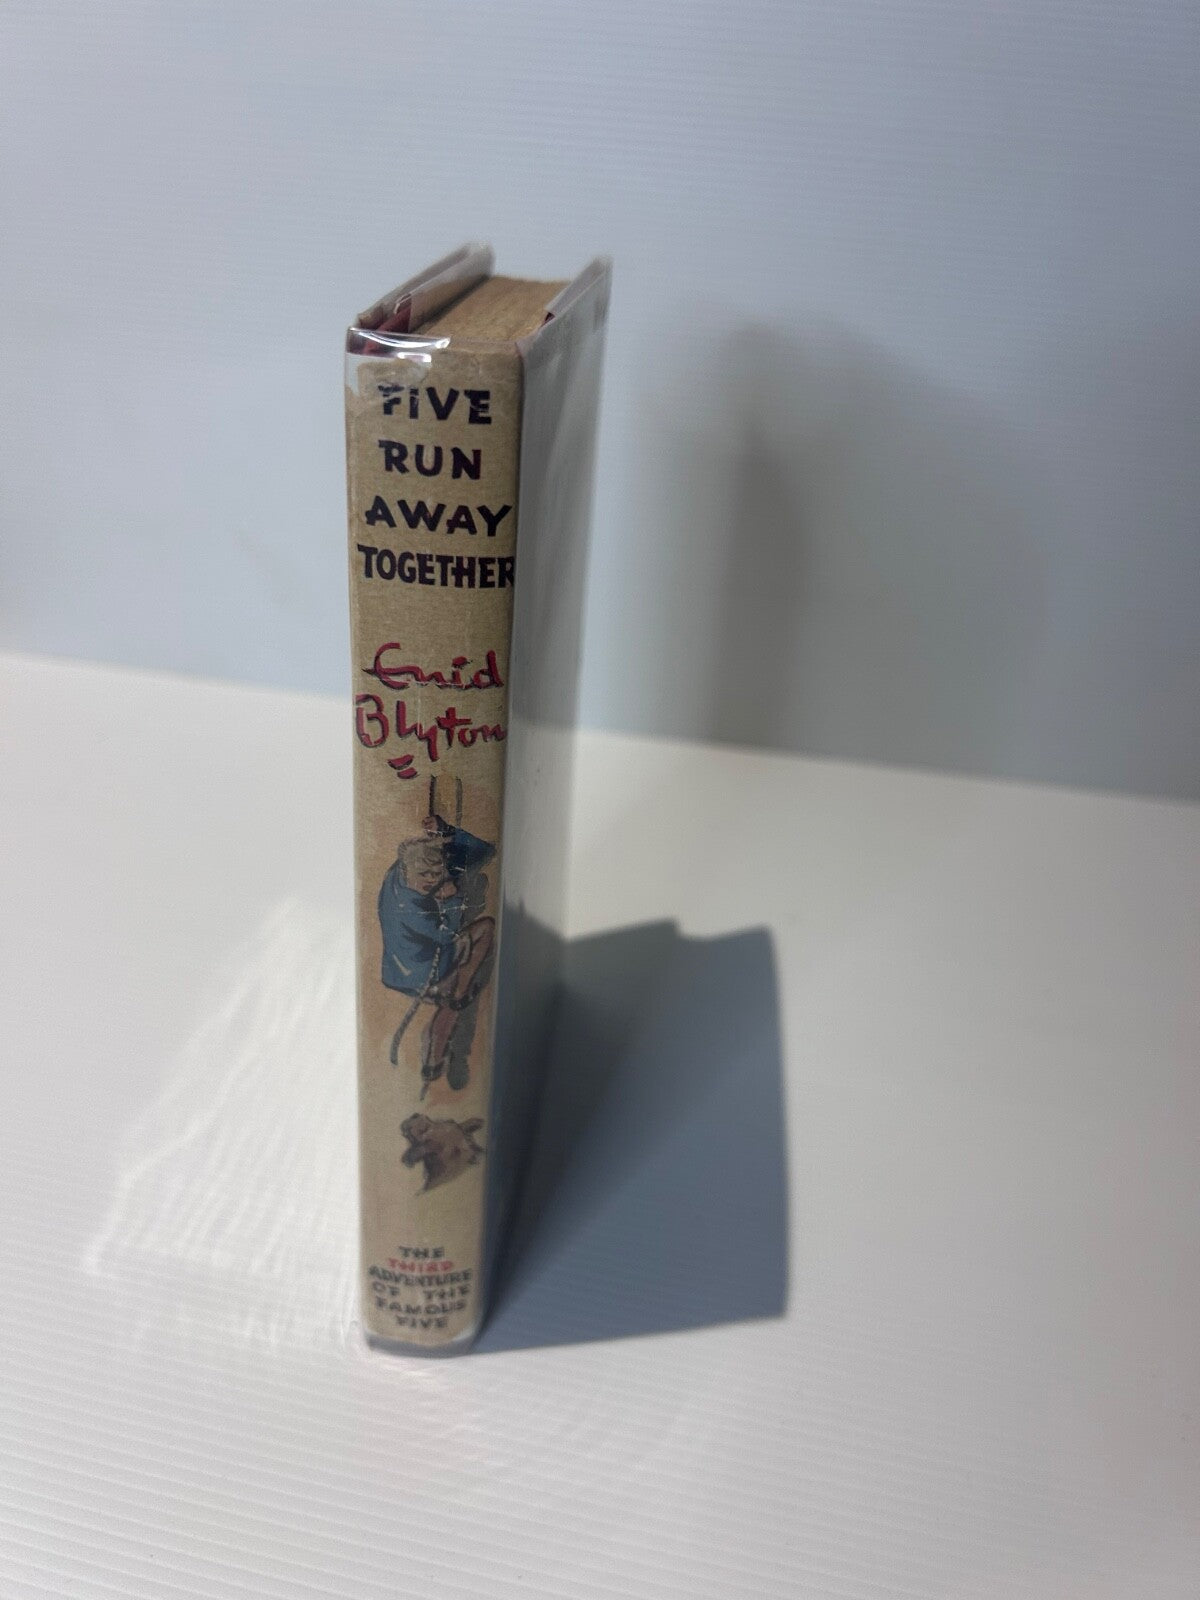 FIVE
RUN
AWAY
TOGETHER
Enid
Blyton
THE
THIRD
ADVENTURE
OF THE
FAMOUS
FIVE